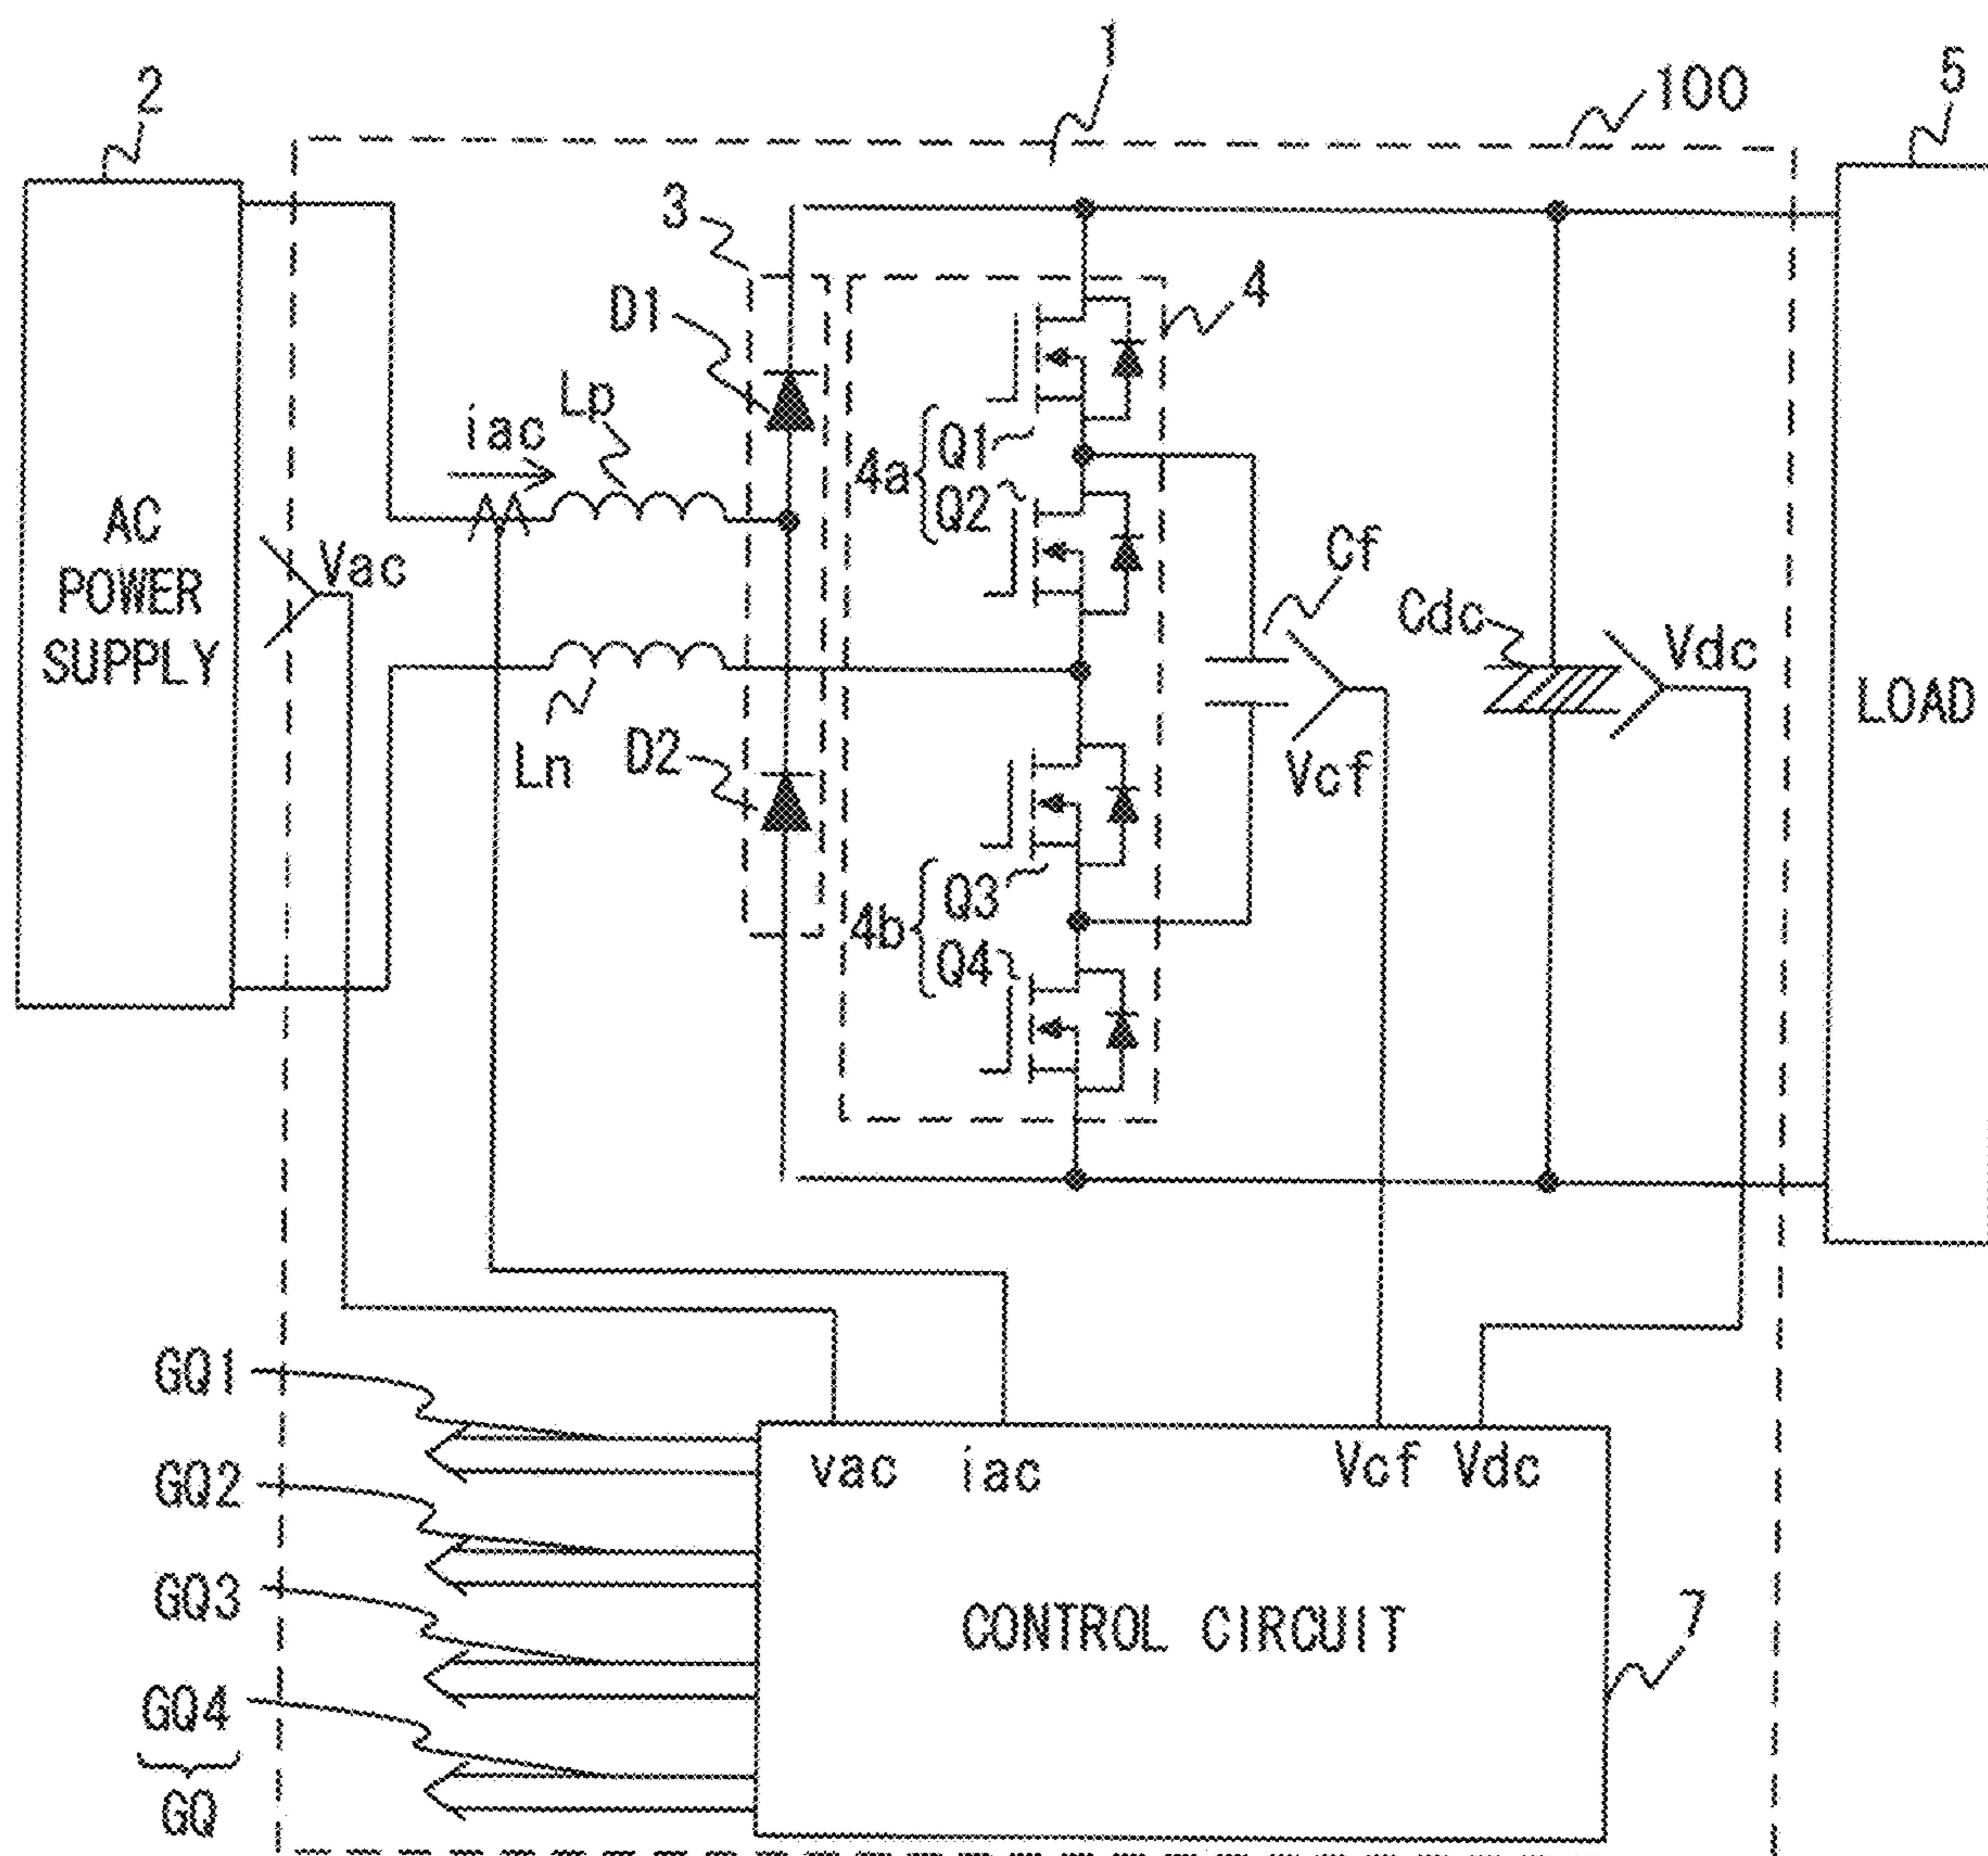 1
2
100
5
3
D1
4
Lp
iac
4a
Q1
Q2
AC
POWER
SUPPLY
Vac
Cf
Cdc
Vdc
LOAD
Ln
D2
Vcf
4b
Q3
Q4
GQ1
GQ2
GQ3
GQ4
GQ
vac iac Vcf Vdc
CONTROL CIRCUIT
7